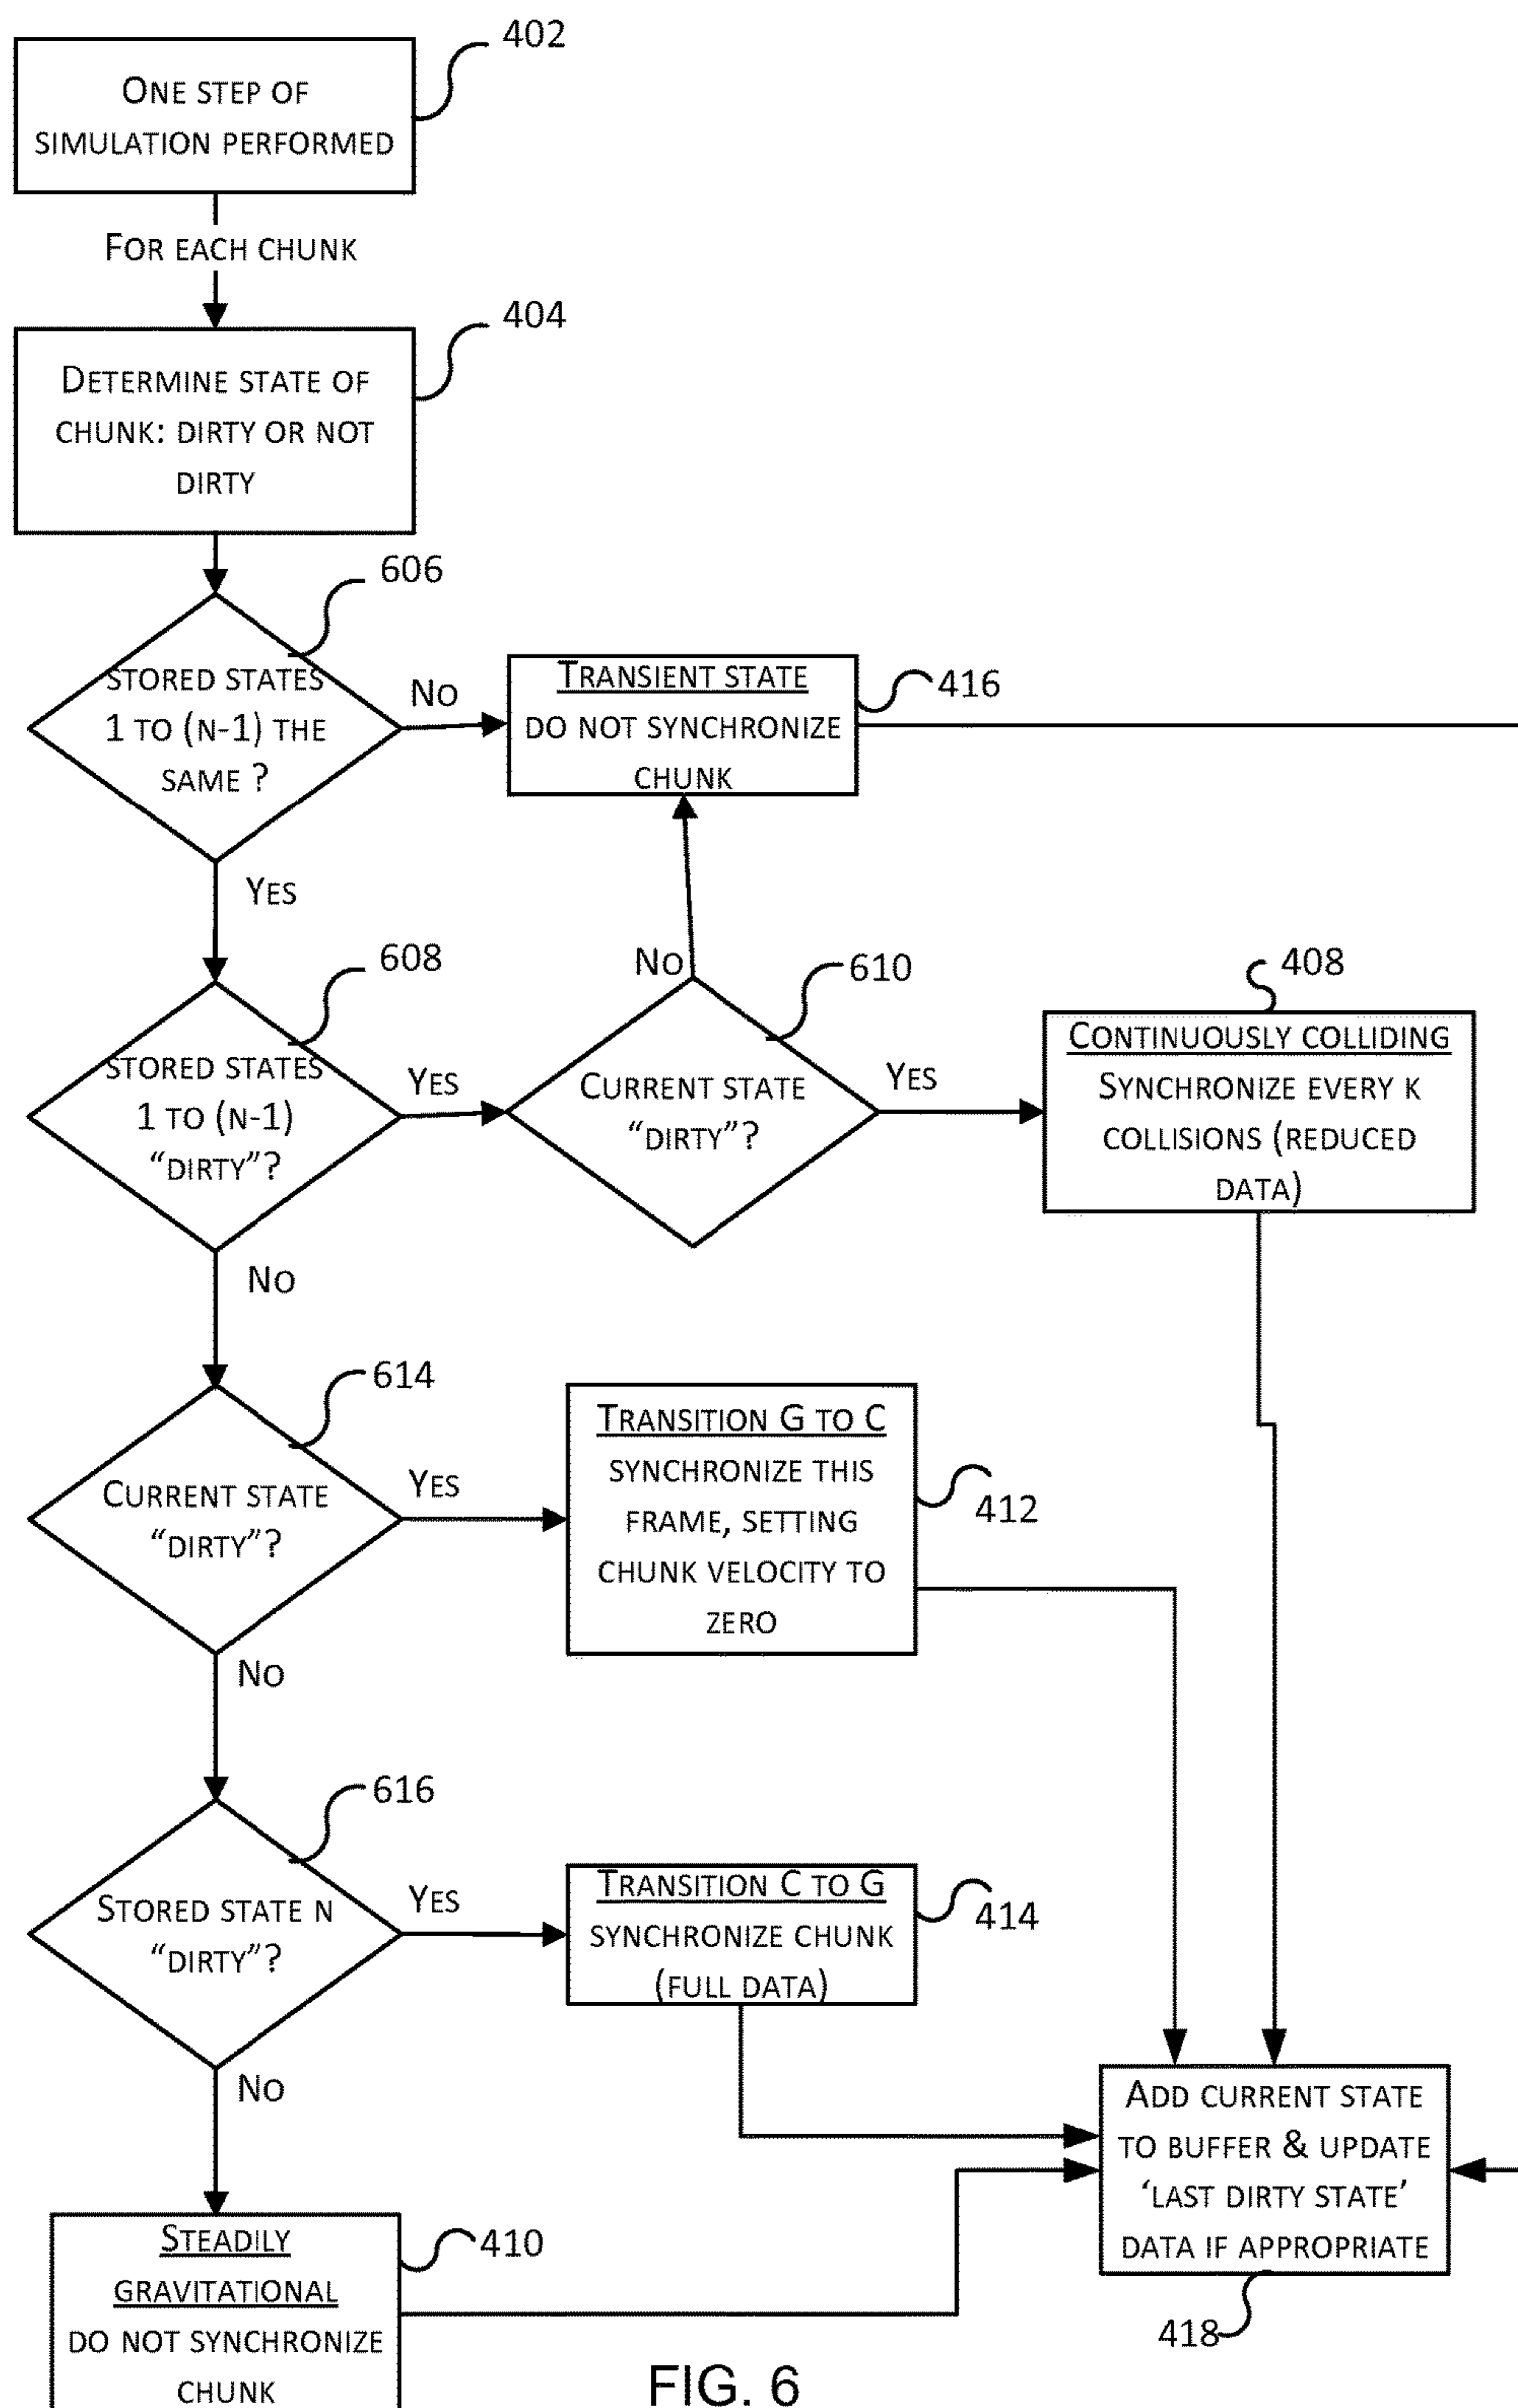 402
ONE STEP OF
SIMULATION PERFORMED
FOR EACH CHUNK
404
DETERMINE STATE OF
CHUNK: DIRTY OR NOT
DIRTY
606
STORED STATES
1 TO (N-1) THE
SAME ?
NO
TRANSIENT STATE
DO NOT SYNCHRONIZE
CHUNK
416
YES
608
STORED STATES
1 TO (N-1)
“DIRTY”?
YES
NO
610
CURRENT STATE
“DIRTY”?
YES
408
CONTINUOUSLY COLLIDING
SYNCHRONIZE EVERY K
COLLISIONS (REDUCED
DATA)
NO
614
CURRENT STATE
“DIRTY”?
YES
TRANSITION G TO C
SYNCHRONIZE THIS
FRAME, SETTING
CHUNK VELOCITY TO
ZERO
412
NO
616
STORED STATE N
“DIRTY”?
YES
TRANSITION C TO G
SYNCHRONIZE CHUNK
(FULL DATA)
414
NO
STEADILY
GRAVITATIONAL
DO NOT SYNCHRONIZE
CHUNK
410
ADD CURRENT STATE
TO BUFFER & UPDATE
‘LAST DIRTY STATE’
DATA IF APPROPRIATE
418
FIG. 6